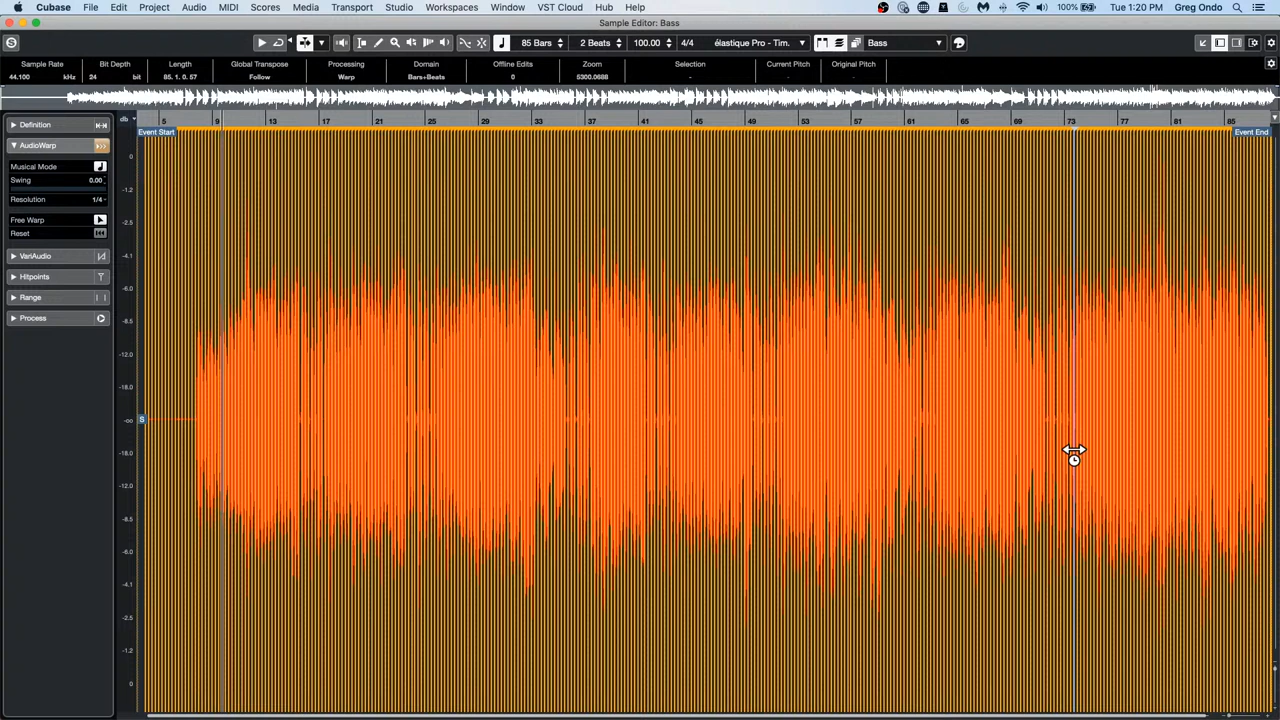 Cubase File Edit Project Audio MIDI Scores Media Transport Studio Workspaces Window VST Cloud Hub Help 100% Tue 1:20 PM Greg Ondo
Sample Editor: Bass
85 Bars 2 Beats 100.00 4/4 élastique Pro - Tim. Bass
Sample Rate Bit Depth Length Global Transpose Processing Domain Offline Edits Zoom Selection Current Pitch Original Pitch
44.100 kHz 24 bit 85. 1. 0. 57 Follow Warp Bars+Beats 0 5300.0688 - - -
db 5 9 13 17 21 25 29 33 37 41 45 49 53 57 61 65 69 73 77 81 85
Definition
Event Start Event End
AudioWarp
Musical Mode
Swing 0.00
Resolution 1/4
Free Warp
Reset
VariAudio
Hitpoints
Range
Process
0
-1.2
-2.5
-4.1
-6.0
-8.5
-12.0
-18.0
-oo
S
-18.0
-12.0
-8.5
-6.0
-4.1
-2.5
-1.2
0